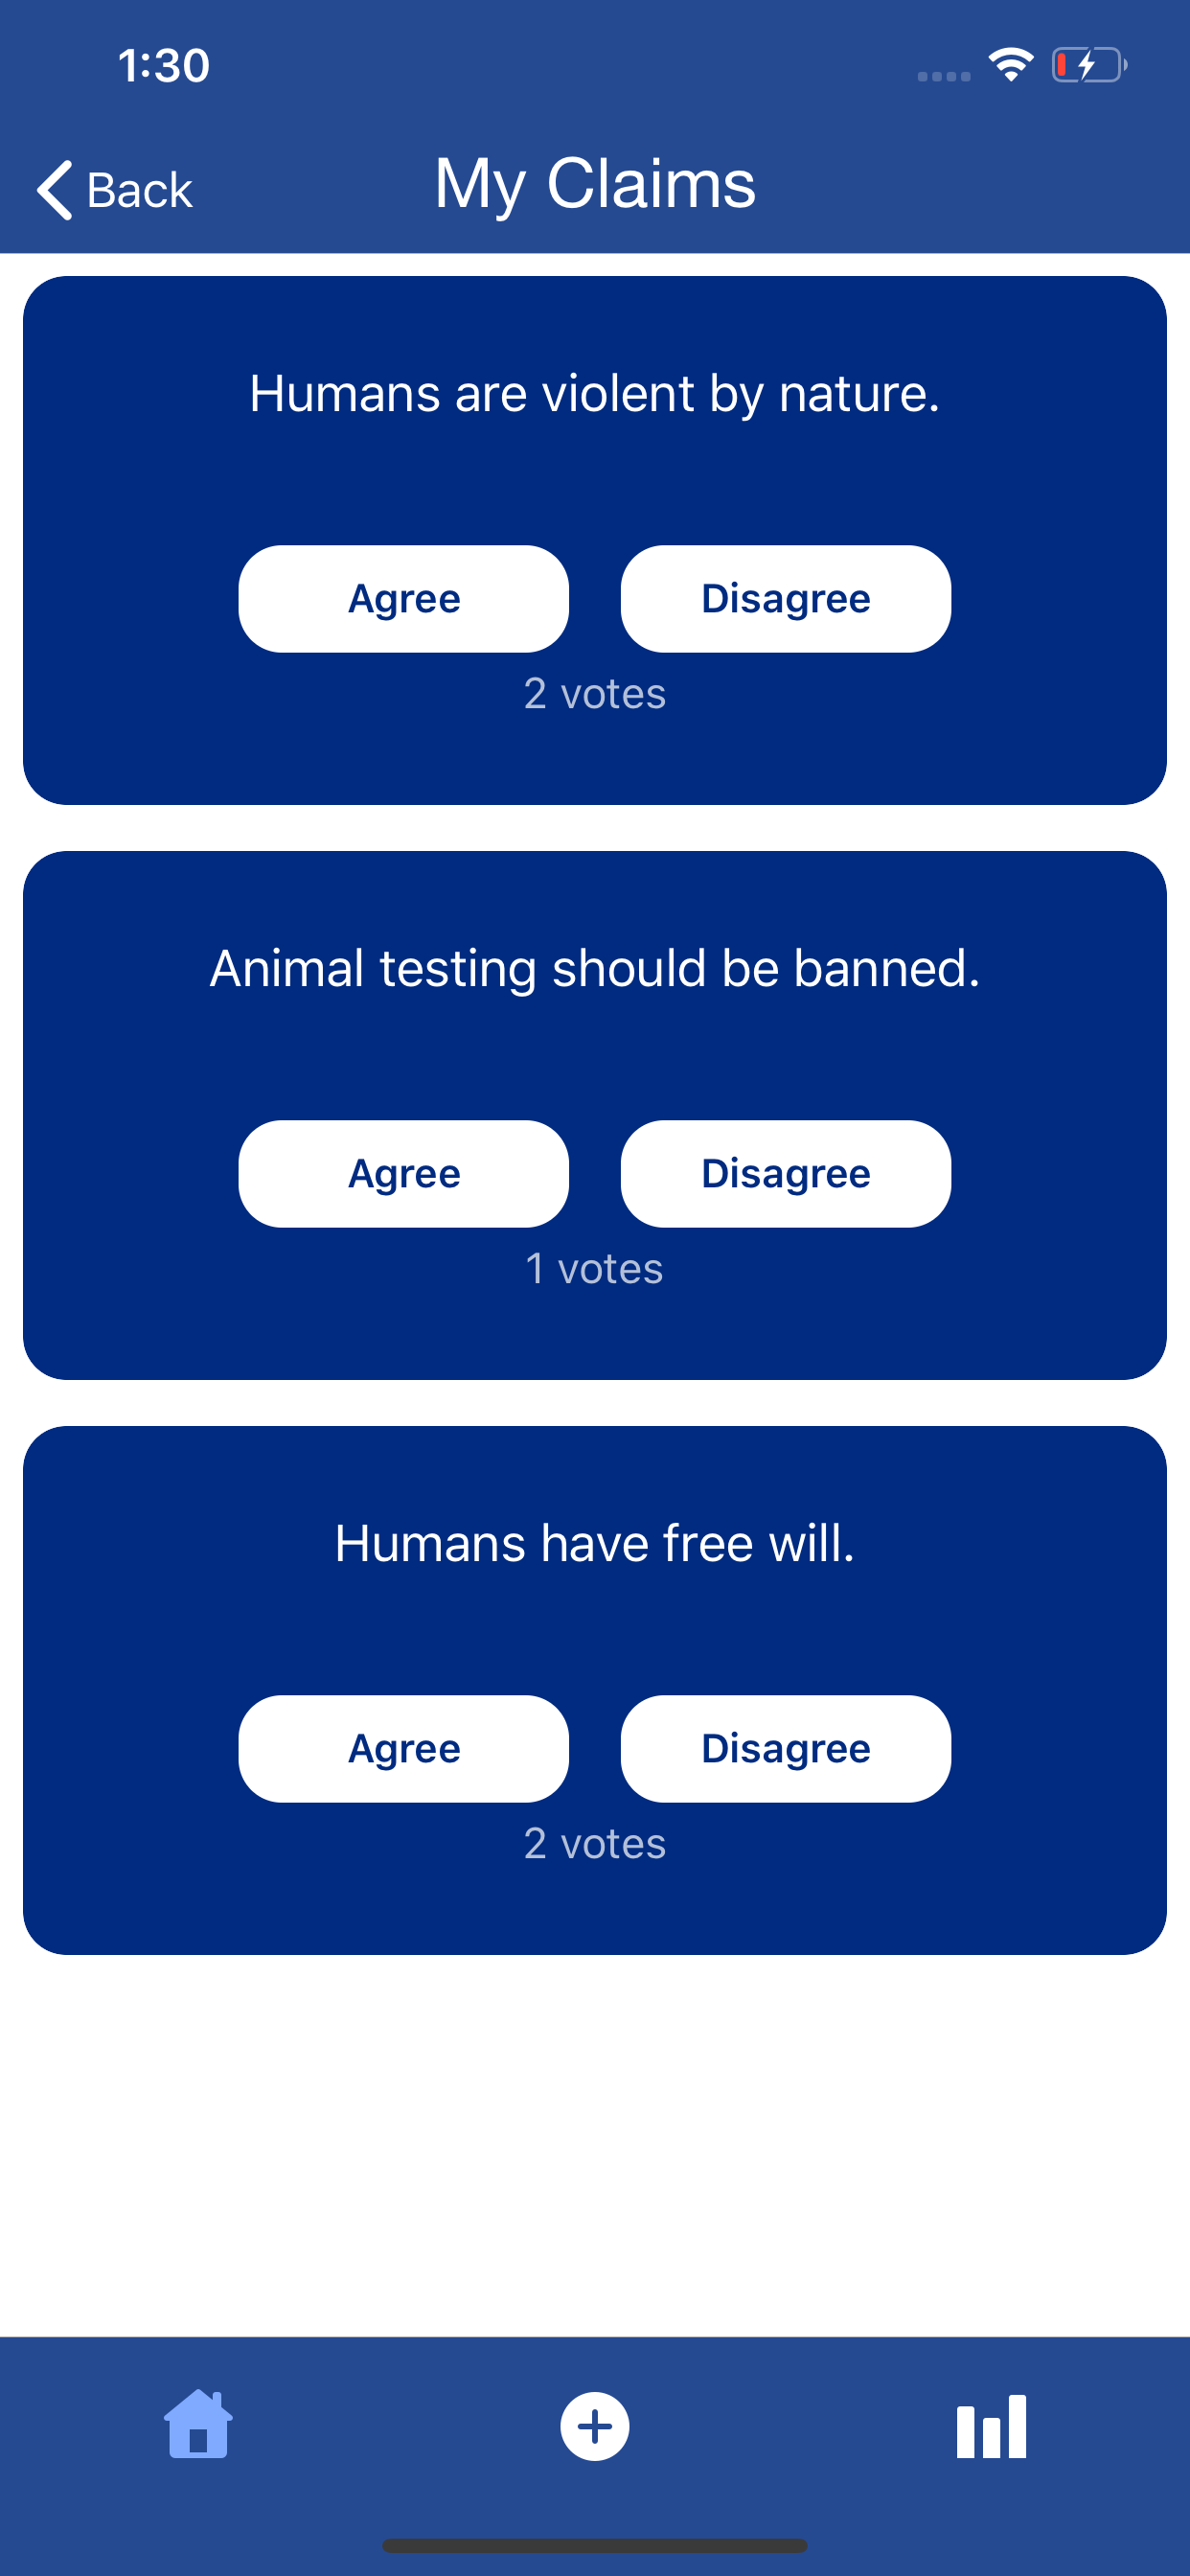 1:30
Back
My Claims
Humans are violent by nature.
Agree
Disagree
2 votes
Animal testing should be banned.
Agree
Disagree
1 votes
Humans have free will.
Agree
Disagree
2 votes